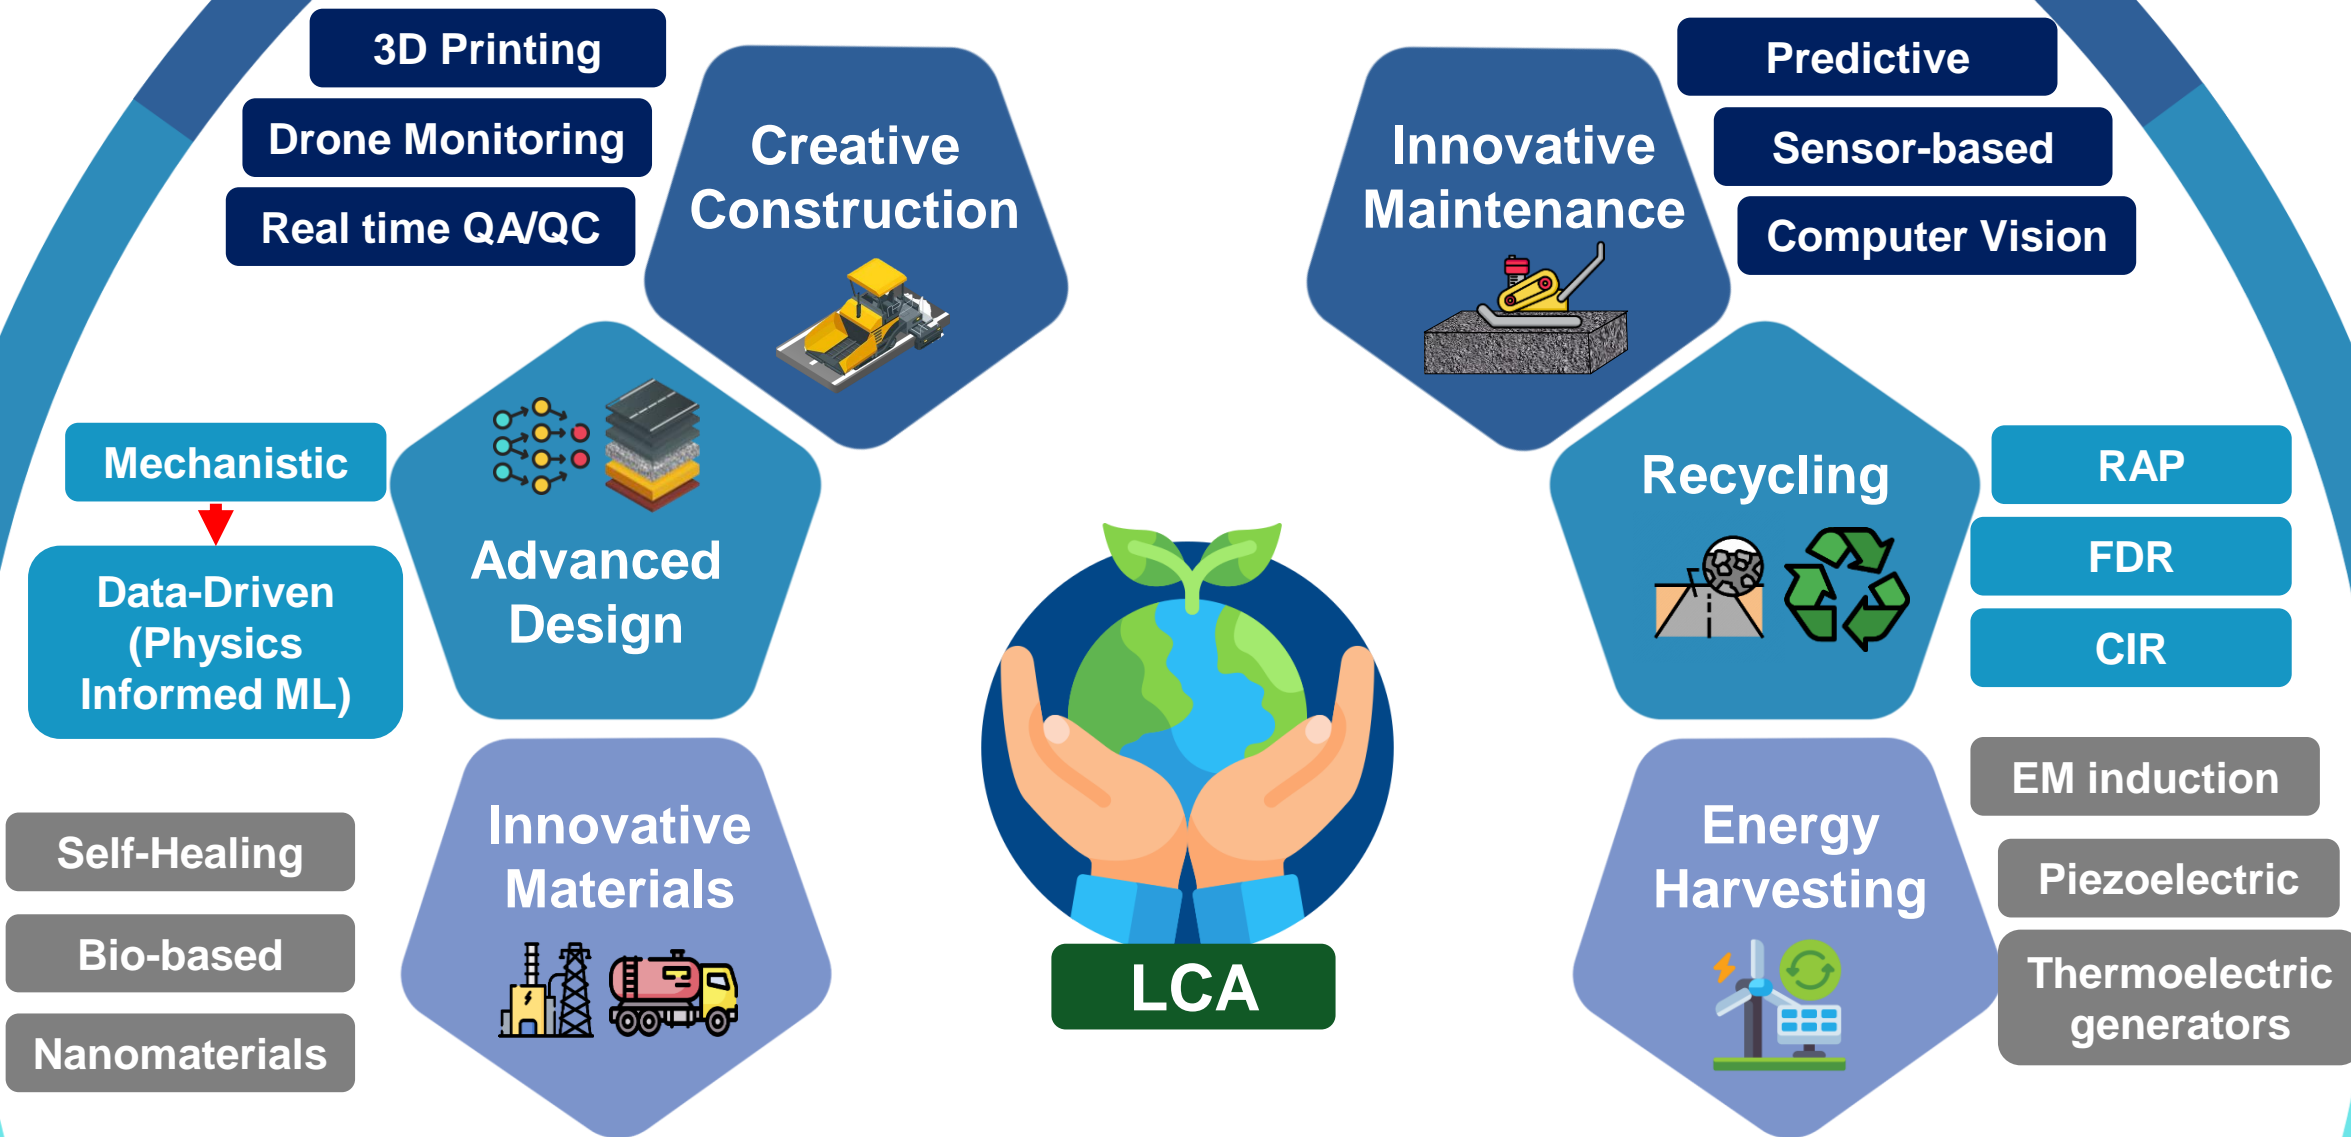 3D Printing
Drone Monitoring
Real time QA/QC
Creative
Construction
Innovative
Maintenance
Predictive
Sensor-based
Computer Vision
Mechanistic
Data-Driven
(Physics
Informed ML)
Advanced
Design
Recycling
RAP
FDR
CIR
Self-Healing
Bio-based
Nanomaterials
Innovative
Materials
LCA
Energy
Harvesting
EM induction
Piezoelectric
Thermoelectric
generators